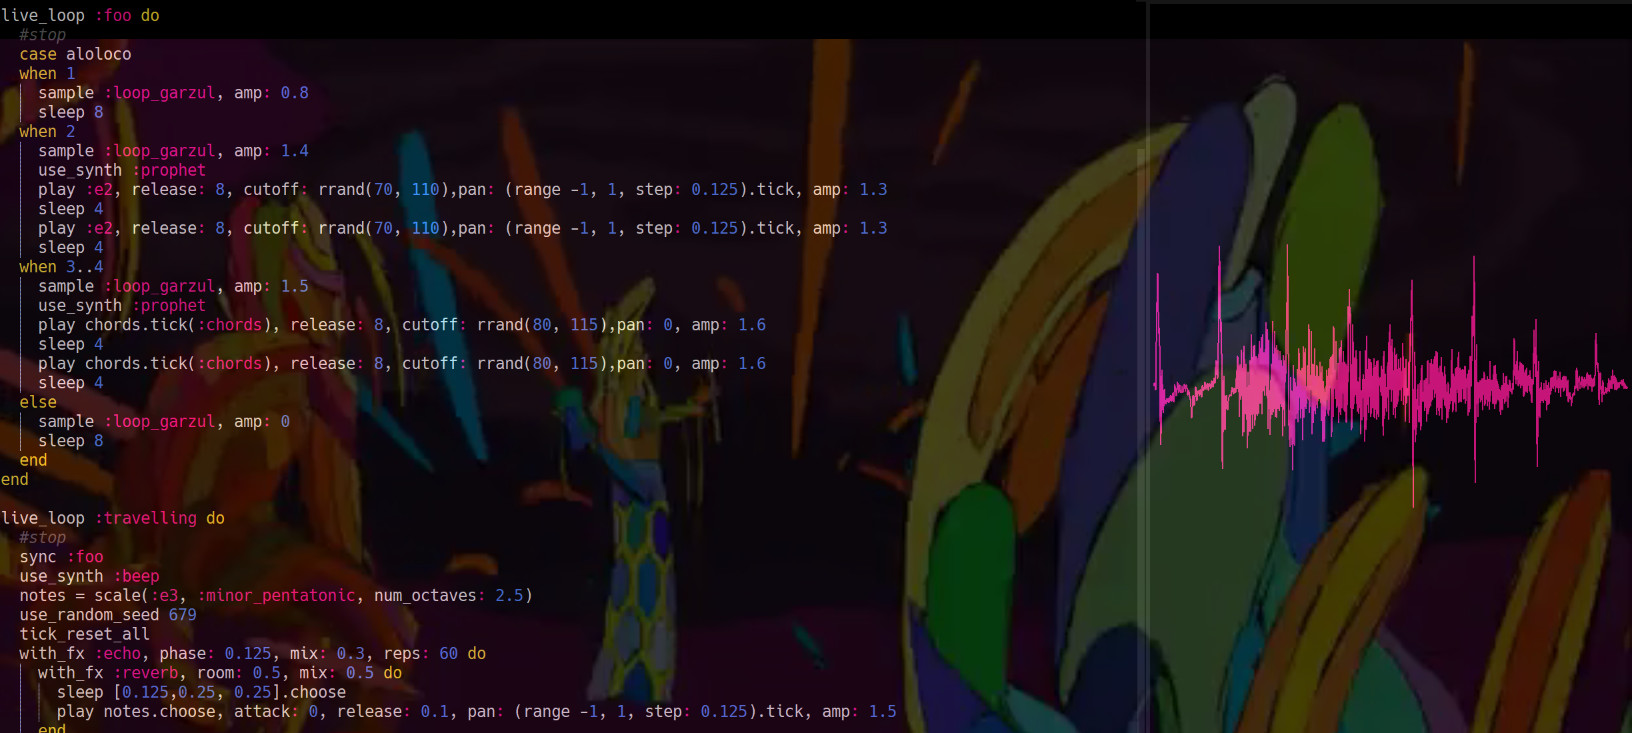 live_loop :foo do
  #stop
  case aloloco
  when 1
    sample :loop_garzul, amp: 0.8
    sleep 8
  when 2
    sample :loop_garzul, amp: 1.4
    use_synth :prophet
    play :e2, release: 8, cutoff: rrand(70, 110),pan: (range -1, 1, step: 0.125).tick, amp: 1.3
    sleep 4
    play :e2, release: 8, cutoff: rrand(70, 110),pan: (range -1, 1, step: 0.125).tick, amp: 1.3
    sleep 4
  when 3..4
    sample :loop_garzul, amp: 1.5
    use_synth :prophet
    play chords.tick(:chords), release: 8, cutoff: rrand(80, 115),pan: 0, amp: 1.6
    sleep 4
    play chords.tick(:chords), release: 8, cutoff: rrand(80, 115),pan: 0, amp: 1.6
    sleep 4
  else
    sample :loop_garzul, amp: 0
    sleep 8
  end
end
live_loop :travelling do
  #stop
  sync :foo
  use_synth :beep
  notes = scale(:e3, :minor_pentatonic, num_octaves: 2.5)
  use_random_seed 679
  tick_reset_all
  with_fx :echo, phase: 0.125, mix: 0.3, reps: 60 do
    with_fx :reverb, room: 0.5, mix: 0.5 do
      sleep [0.125,0.25, 0.25].choose
      play notes.choose, attack: 0, release: 0.1, pan: (range -1, 1, step: 0.125).tick, amp: 1.5
    end